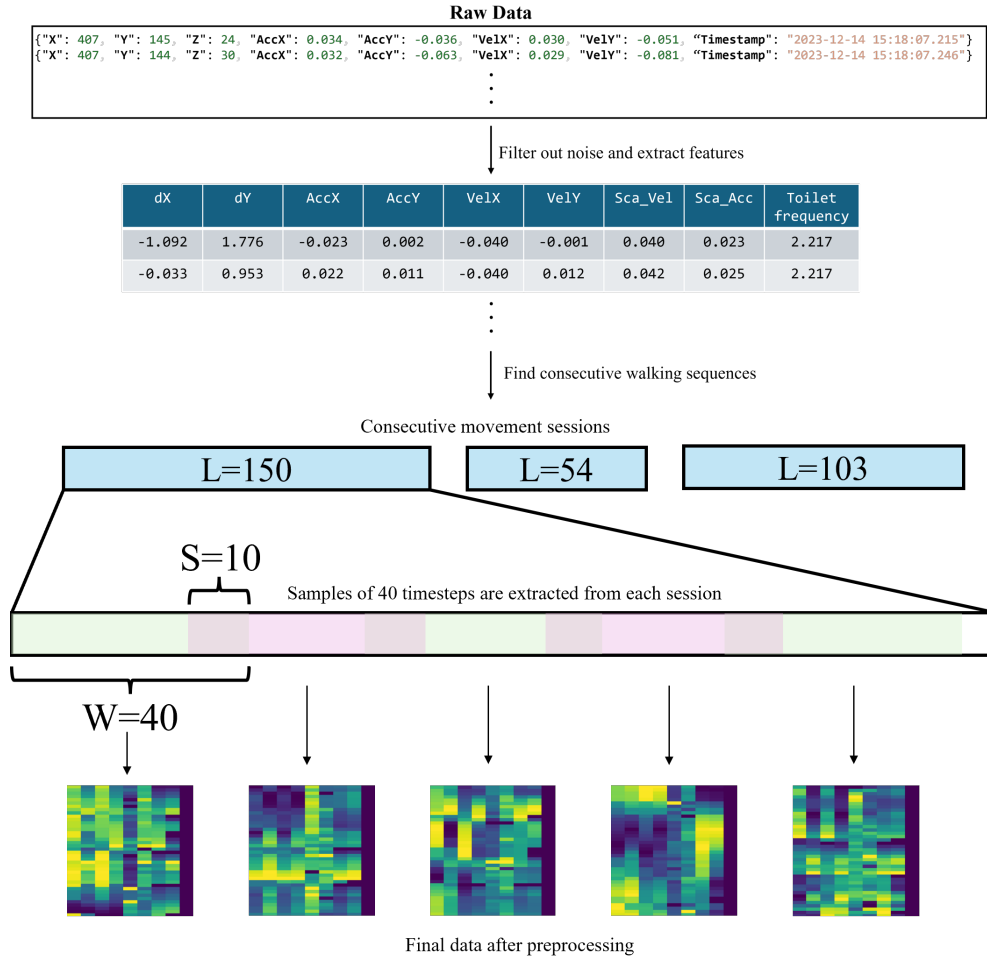 Raw Data
{"X": 407, "Y": 145, "Z": 24, "AccX": 0.034, "AccY": -0.036, "VelX": 0.030, "VelY": -0.051, “Timestamp": "2023-12-14 15:18:07.215"}
{"X": 407, "Y": 144, "Z": 30, "AccX": 0.032, "AccY": -0.063, "VelX": 0.029, "VelY": -0.081, “Timestamp": "2023-12-14 15:18:07.246"}
Filter out noise and extract features
dX dY AccX AccY VelX VelY Sca_Vel Sca_Acc Toilet frequency
-1.092 1.776 -0.023 0.002 -0.040 -0.001 0.040 0.023 2.217
-0.033 0.953 0.022 0.011 -0.040 0.012 0.042 0.025 2.217
Find consecutive walking sequences
Consecutive movement sessions
L=150 L=54 L=103
S=10
Samples of 40 timesteps are extracted from each session
W=40
Final data after preprocessing